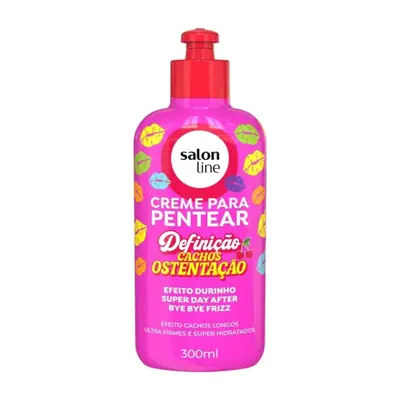 salon
line
CREME PARA
PENTEAR
Definição
CACHOS
OSTENTAÇÃO
EFEITO DURINHO
SUPER DAY AFTER
BYE BYE FRIZZ
EFEITO CACHOS LONGOS
ULTRA FIRMES E SUPER HIDRATADOS
300ml